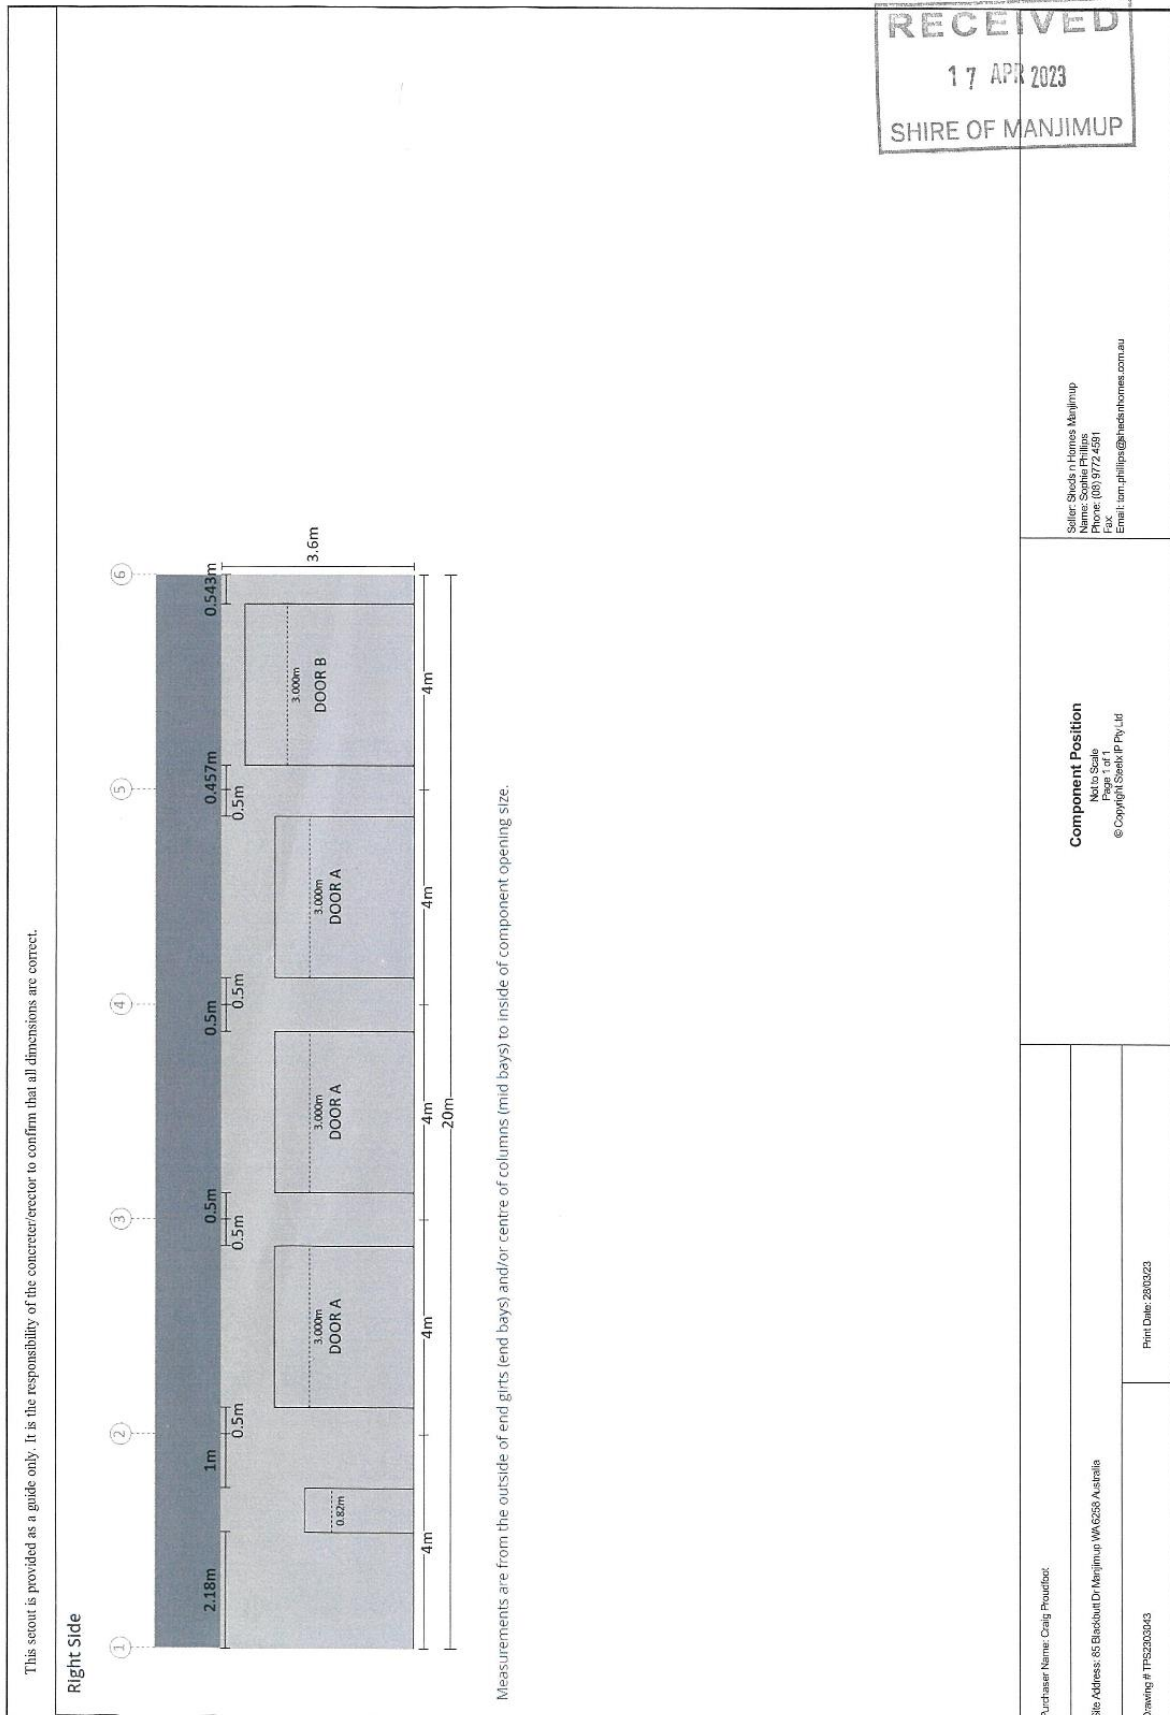 RECEIVED
17 APR 2023
SHIRE OF MANJIMUP
This setout is provided as a guide only. It is the responsibility of the concreter/erector to confirm that all dimensions are correct.
Right Side
1
2
3
4
5
6
2.18m
1m
0.5m
0.5m
0.457m
0.543m
0.5m
0.5m
0.5m
0.5m
3.6m
0.82m
3.000m
DOOR A
3.000m
DOOR A
3.000m
DOOR A
3.000m
DOOR B
4m
4m
4m
4m
4m
20m
Measurements are from the outside of end girts (end bays) and/or centre of columns (mid bays) to inside of component opening size.
Purchaser Name: Craig Proudfoot
Site Address: 85 Blackbutt Dr Manjimup WA 6258 Australia
Drawing # TPS2303043
Print Date: 28/03/23
Component Position
Not to Scale
Page 1 of 1
© Copyright Steelx IP Pty Ltd
Seller: Sheds n Homes Manjimup
Name: Sophie Phillips
Phone: (08) 9772 4591
Fax:
Email: tom.phillips@shedsnhomes.com.au